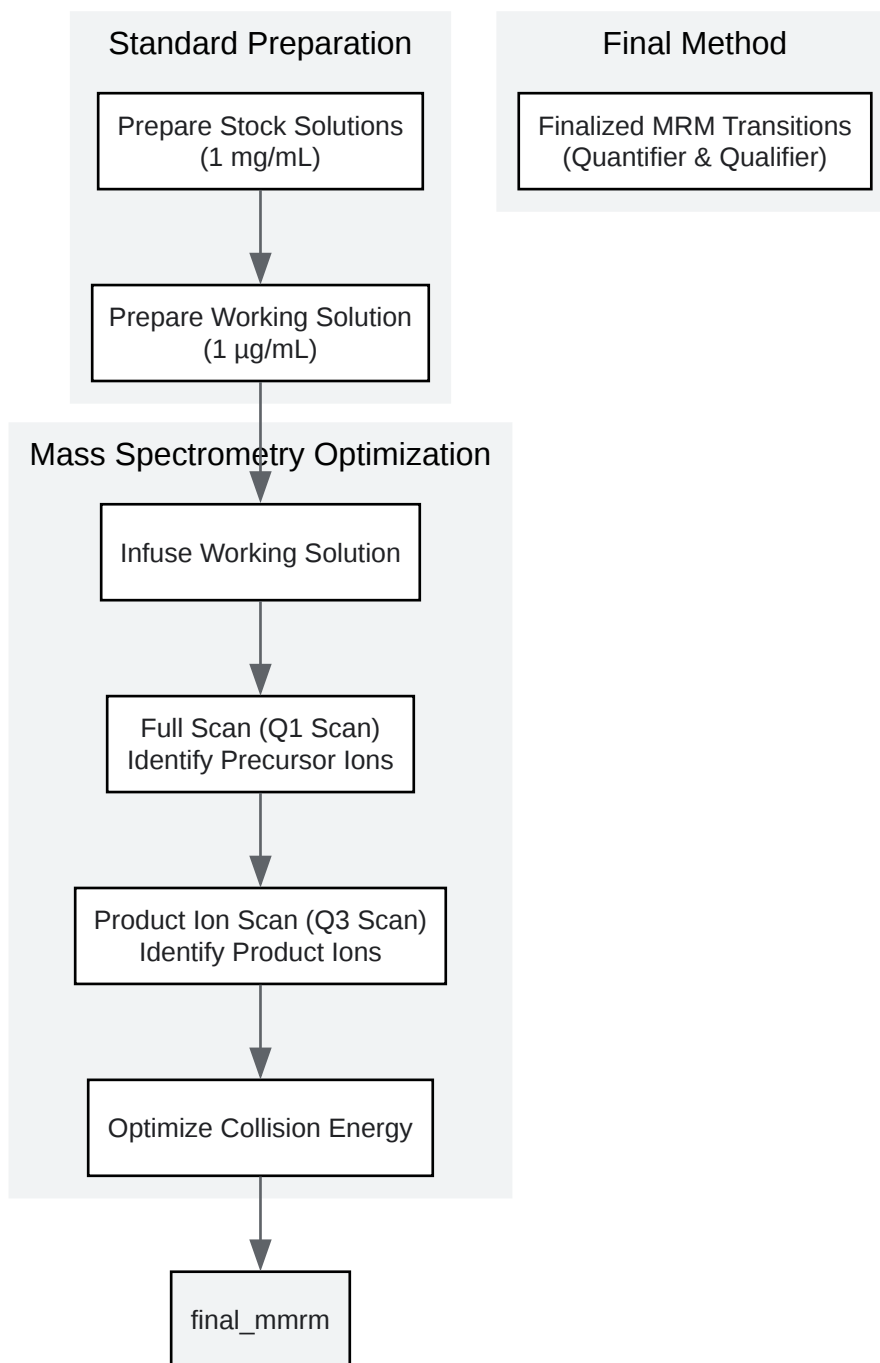 Standard Preparation
Prepare Stock Solutions
(1 mg/mL)
Prepare Working Solution
(1 µg/mL)
Final Method
Finalized MRM Transitions
(Quantifier & Qualifier)
Mass Spectrometry Optimization
Infuse Working Solution
Full Scan (Q1 Scan)
Identify Precursor Ions
Product Ion Scan (Q3 Scan)
Identify Product Ions
Optimize Collision Energy
final_mmrm